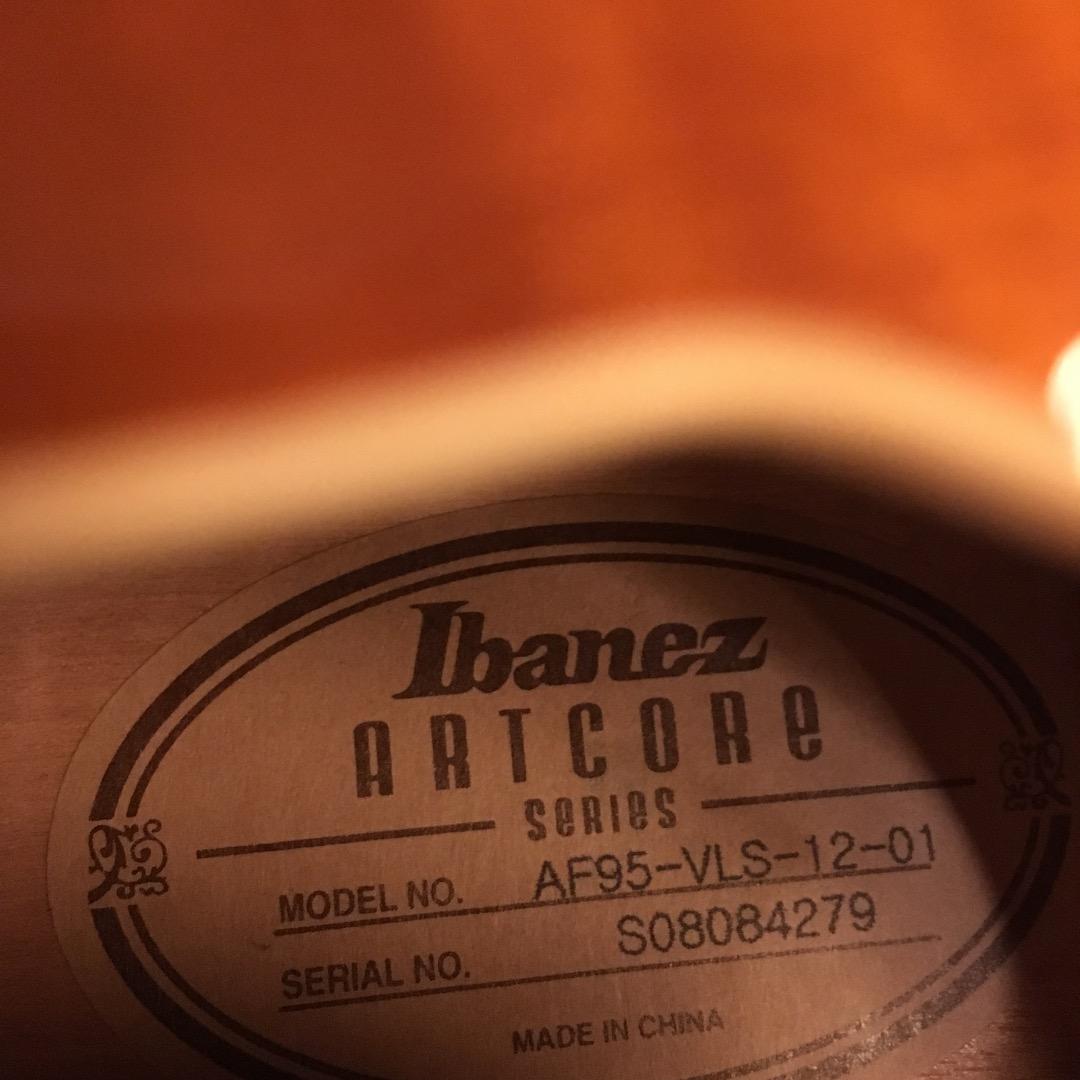 Ibanez
ARTCORE
SERIES
MODEL NO. AF95-VLS-12-01
SERIAL NO. S08084279
MADE IN CHINA